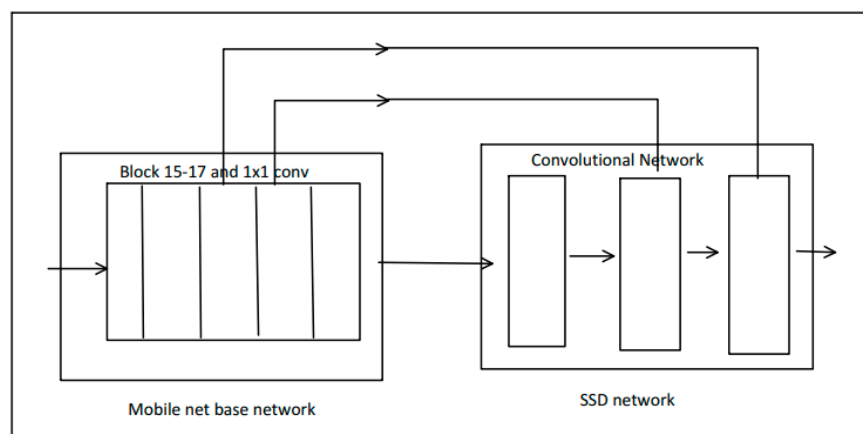 Block 15-17 and 1x1 conv
Convolutional Network
Mobile net base network
SSD network